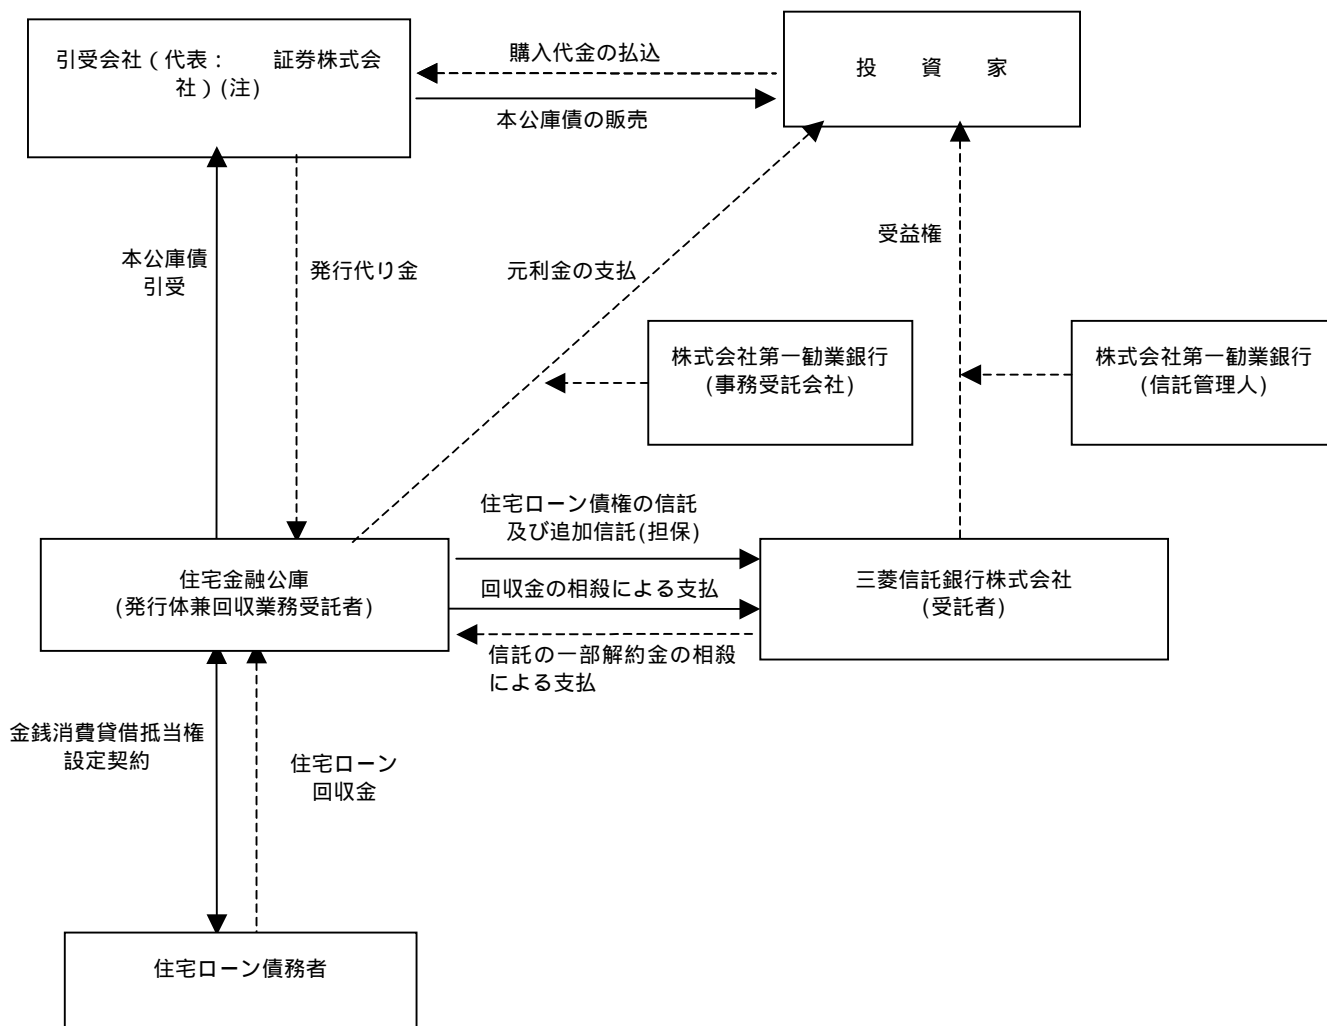 引受会社（代表：　　証券株式会
社）(注)
購入代金の払込
本公庫債の販売
投　資　家
本公庫債
引受
発行代り金
元利金の支払
受益権
株式会社第一勧業銀行
(事務受託会社)
株式会社第一勧業銀行
(信託管理人)
住宅ローン債権の信託
及び追加信託(担保)
住宅金融公庫
(発行体兼回収業務受託者)
回収金の相殺による支払
三菱信託銀行株式会社
(受託者)
信託の一部解約金の相殺
による支払
金銭消費貸借抵当権
設定契約
住宅ローン
回収金
住宅ローン債務者